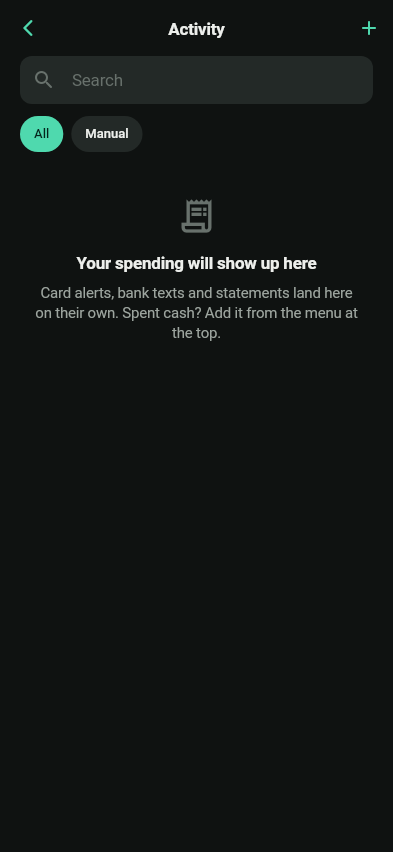 Activity
Search
All
Manual
Your spending will show up here
Card alerts, bank texts and statements land here
on their own. Spent cash? Add it from the menu at
the top.